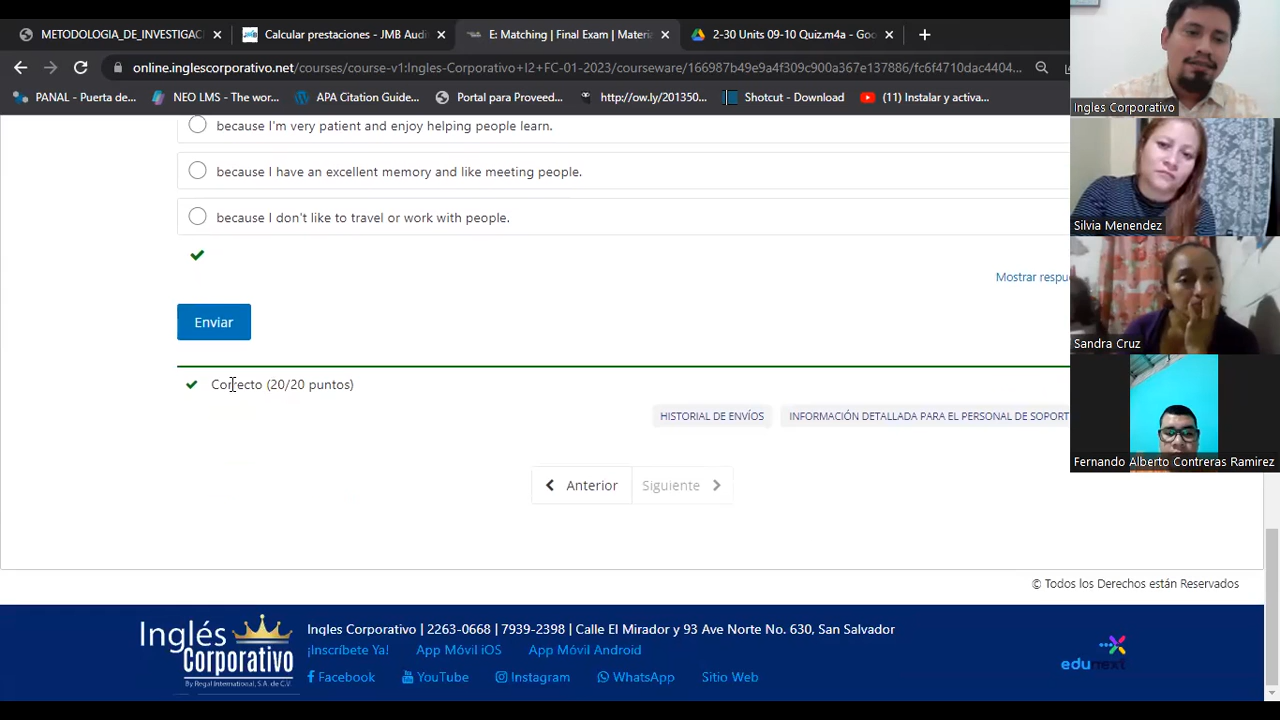 METODOLOGIA_DE_INVESTIGAC
Calcular prestaciones - JMB Audi
E: Matching | Final Exam | Materia
2-30 Units 09-10 Quiz.m4a - Goo
online.inglescorporativo.net/courses/course-v1:Ingles-Corporativo+I2+FC-01-2023/courseware/166987b49e9a4f309c900a367e137886/fc6f4710dac4404...
PANAL - Puerta de...
NEO LMS - The wor...
APA Citation Guide...
Portal para Proveed...
http://ow.ly/201350...
Shotcut - Download
(11) Instalar y activa...
Ingles Corporativo
because I'm very patient and enjoy helping people learn.
because I have an excellent memory and like meeting people.
because I don't like to travel or work with people.
Silvia Menendez
Mostrar respu
Enviar
Sandra Cruz
Correcto (20/20 puntos)
HISTORIAL DE ENVÍOS
INFORMACIÓN DETALLADA PARA EL PERSONAL DE SOPORT
Fernando Alberto Contreras Ramirez
Anterior
Siguiente
© Todos los Derechos están Reservados
Inglés Corporativo
By Regal International, S.A. de C.V.
Ingles Corporativo | 2263-0668 | 7939-2398 | Calle El Mirador y 93 Ave Norte No. 630, San Salvador
¡Inscríbete Ya!
App Móvil iOS
App Móvil Android
Facebook
YouTube
Instagram
WhatsApp
Sitio Web
edunext